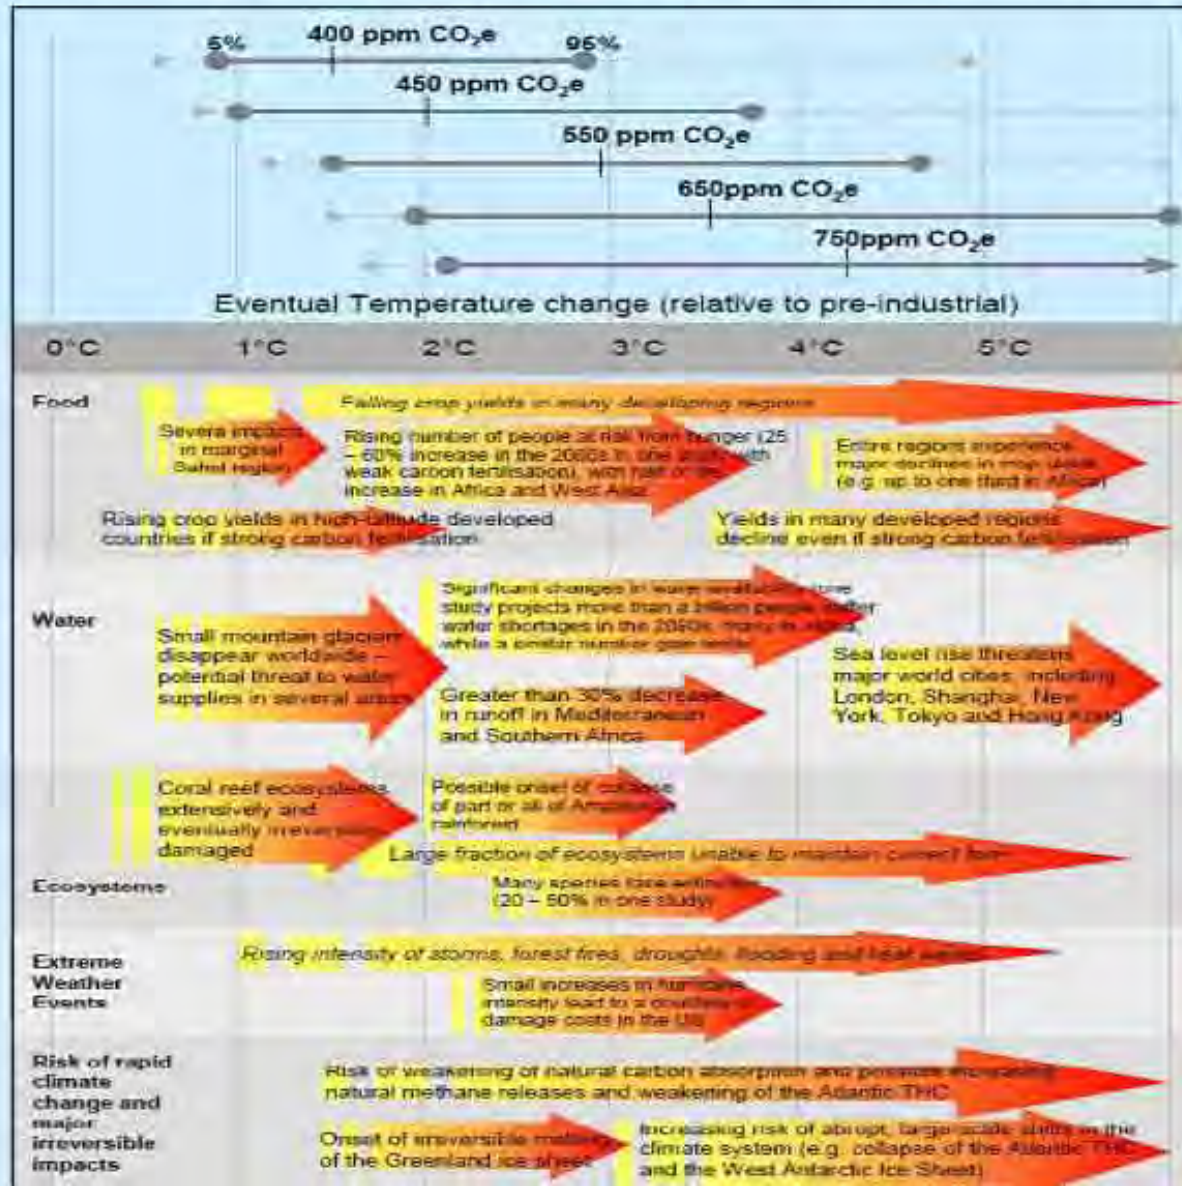 400 ppm CO₂e
5%
95%
450 ppm CO₂e
550 ppm CO₂e
650ppm CO₂e
750ppm CO₂e
Eventual Temperature change (relative to pre-industrial)
0°C 1°C 2°C 3°C 4°C 5°C
Food
Falling crop yields in many developing regions
Severe impacts
in marginal
Sahel region
Rising number of people at risk from hunger (25
– 60% increase in the 2080s in one study with
weak carbon fertilisation), with half of the
increase in Africa and West Asia
Entire regions experience
major declines in crop yields
(e.g. up to one third in Africa)
Rising crop yields in high-latitude developed
countries if strong carbon fertilisation
Yields in many developed regions
decline even if strong carbon fertilisation
Water
Small mountain glaciers
disappear worldwide –
potential threat to water
supplies in several areas
Significant changes in water availability (one
study projects more than a billion people suffer
water shortages in the 2080s, many in Africa,
while a similar number gain water
Greater than 30% decrease
in runoff in Mediterranean
and Southern Africa
Sea level rise threatens
major world cities, including
London, Shanghai, New
York, Tokyo and Hong Kong
Ecosystems
Coral reef ecosystems
extensively and
eventually irreversibly
damaged
Possible onset of collapse
of part or all of Amazonian
rainforest
Large fraction of ecosystems unable to maintain current form
Many species face extinction
(20 – 50% in one study)
Extreme
Weather
Events
Rising intensity of storms, forest fires, droughts, flooding and heat waves
Small increases in hurricane
intensity lead to a doubling of
damage costs in the US
Risk of rapid
climate
change and
major
irreversible
impacts
Risk of weakening of natural carbon absorption and possible increasing
natural methane releases and weakening of the Atlantic THC
Onset of irreversible melting
of the Greenland ice sheet
Increasing risk of abrupt, large-scale shifts in the
climate system (e.g. collapse of the Atlantic THC
and the West Antarctic Ice Sheet)